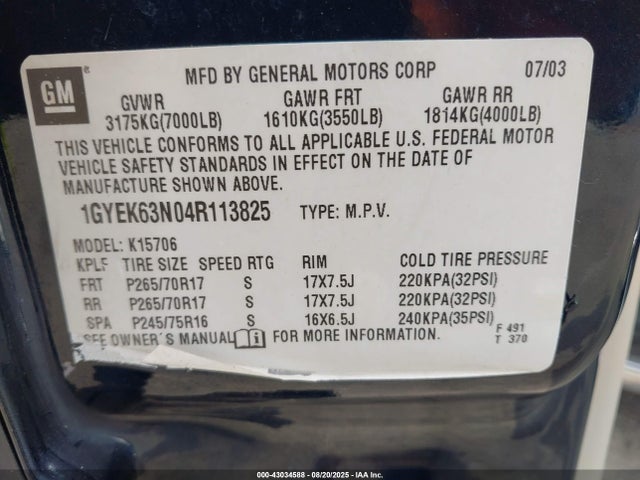 GM ®
MFD BY GENERAL MOTORS CORP 07/03
GVWR GAWR FRT GAWR RR
3175KG(7000LB) 1610KG(3550LB) 1814KG(4000LB)
THIS VEHICLE CONFORMS TO ALL APPLICABLE U.S. FEDERAL MOTOR
VEHICLE SAFETY STANDARDS IN EFFECT ON THE DATE OF
MANUFACTURE SHOWN ABOVE.
1GYEK63N04R113825 TYPE: M.P.V.
MODEL: K15706
TIRE SIZE SPEED RTG RIM COLD TIRE PRESSURE
FRT P265/70R17 S 17X7.5J 220KPA(32PSI)
RR P265/70R17 S 17X7.5J 220KPA(32PSI)
SPA P245/75R16 S 16X6.5J 240KPA(35PSI)
SEE OWNER'S MANUAL FOR MORE INFORMATION.
F 491
T 370
000-43034588 - 08/20/2025 - IAA Inc.